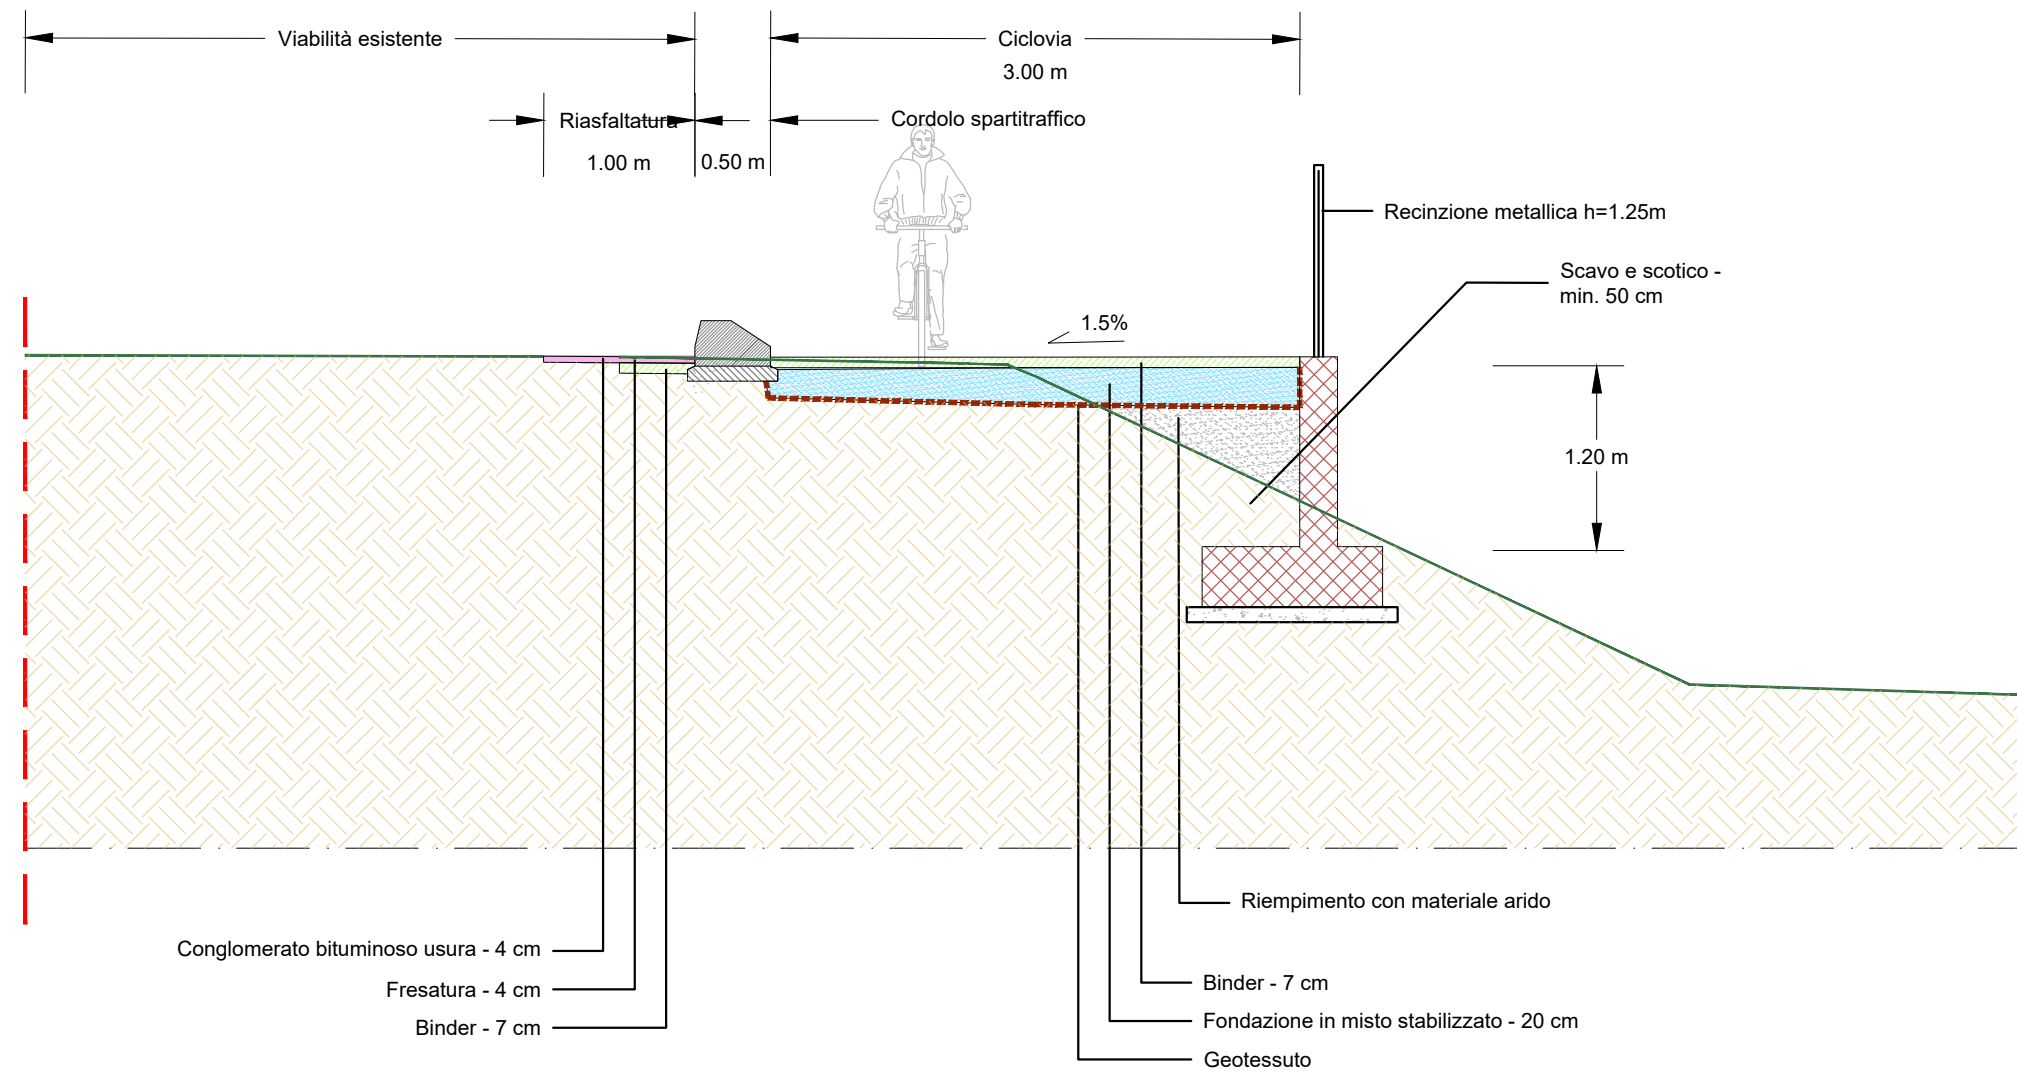 Viabilità esistente
Ciclovia
3.00 m
Riasfaltatura
Cordolo spartitraffico
1.00 m
0.50 m
Recinzione metallica h=1.25m
Scavo e scotico -
min. 50 cm
1.5%
1.20 m
Riempimento con materiale arido
Conglomerato bituminoso usura - 4 cm
Fresatura - 4 cm
Binder - 7 cm
Binder - 7 cm
Fondazione in misto stabilizzato - 20 cm
Geotessuto